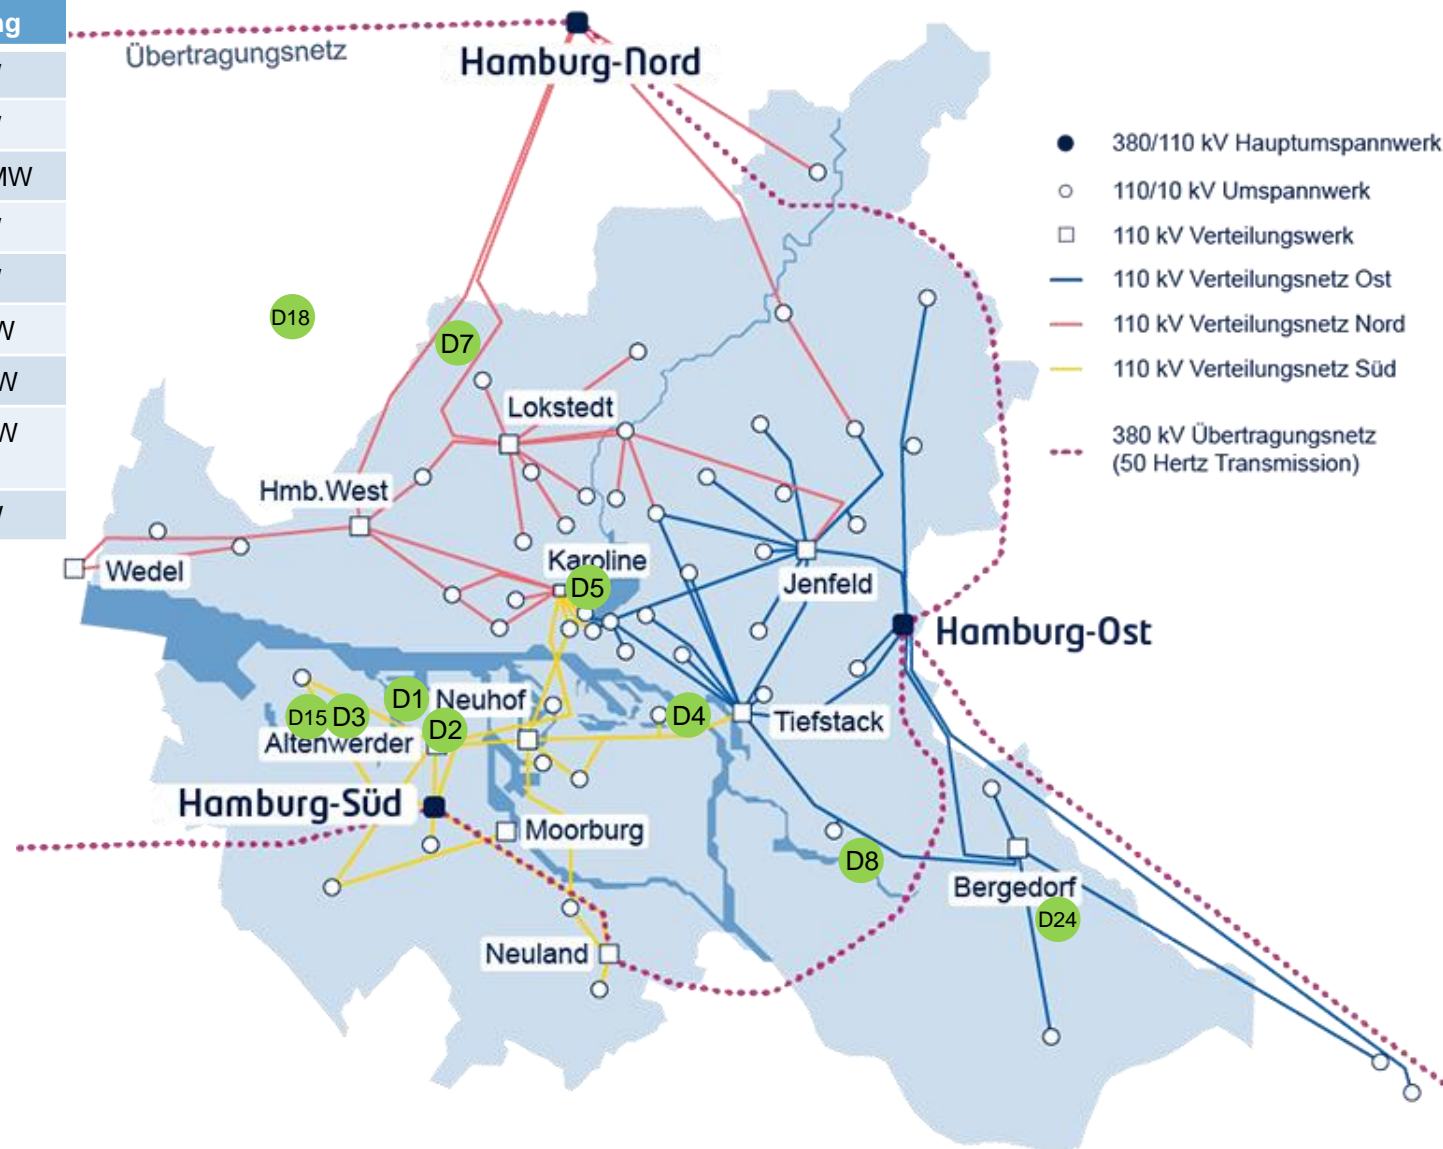 Übertragungsnetz
Hamburg-Nord
380/110 kV Hauptumspannwerk
110/10 kV Umspannwerk
110 kV Verteilungswerk
110 kV Verteilungsnetz Ost
110 kV Verteilungsnetz Nord
110 kV Verteilungsnetz Süd
380 kV Übertragungsnetz
(50 Hertz Transmission)
D18
D7
Lokstedt
Hmb.West
Karoline
D5
Wedel
Jenfeld
Hamburg-Ost
D1
Neuhof
D15
D3
D2
D4
Tiefstack
Altenwerder
Hamburg-Süd
Moorburg
D8
Bergedorf
D24
Neuland